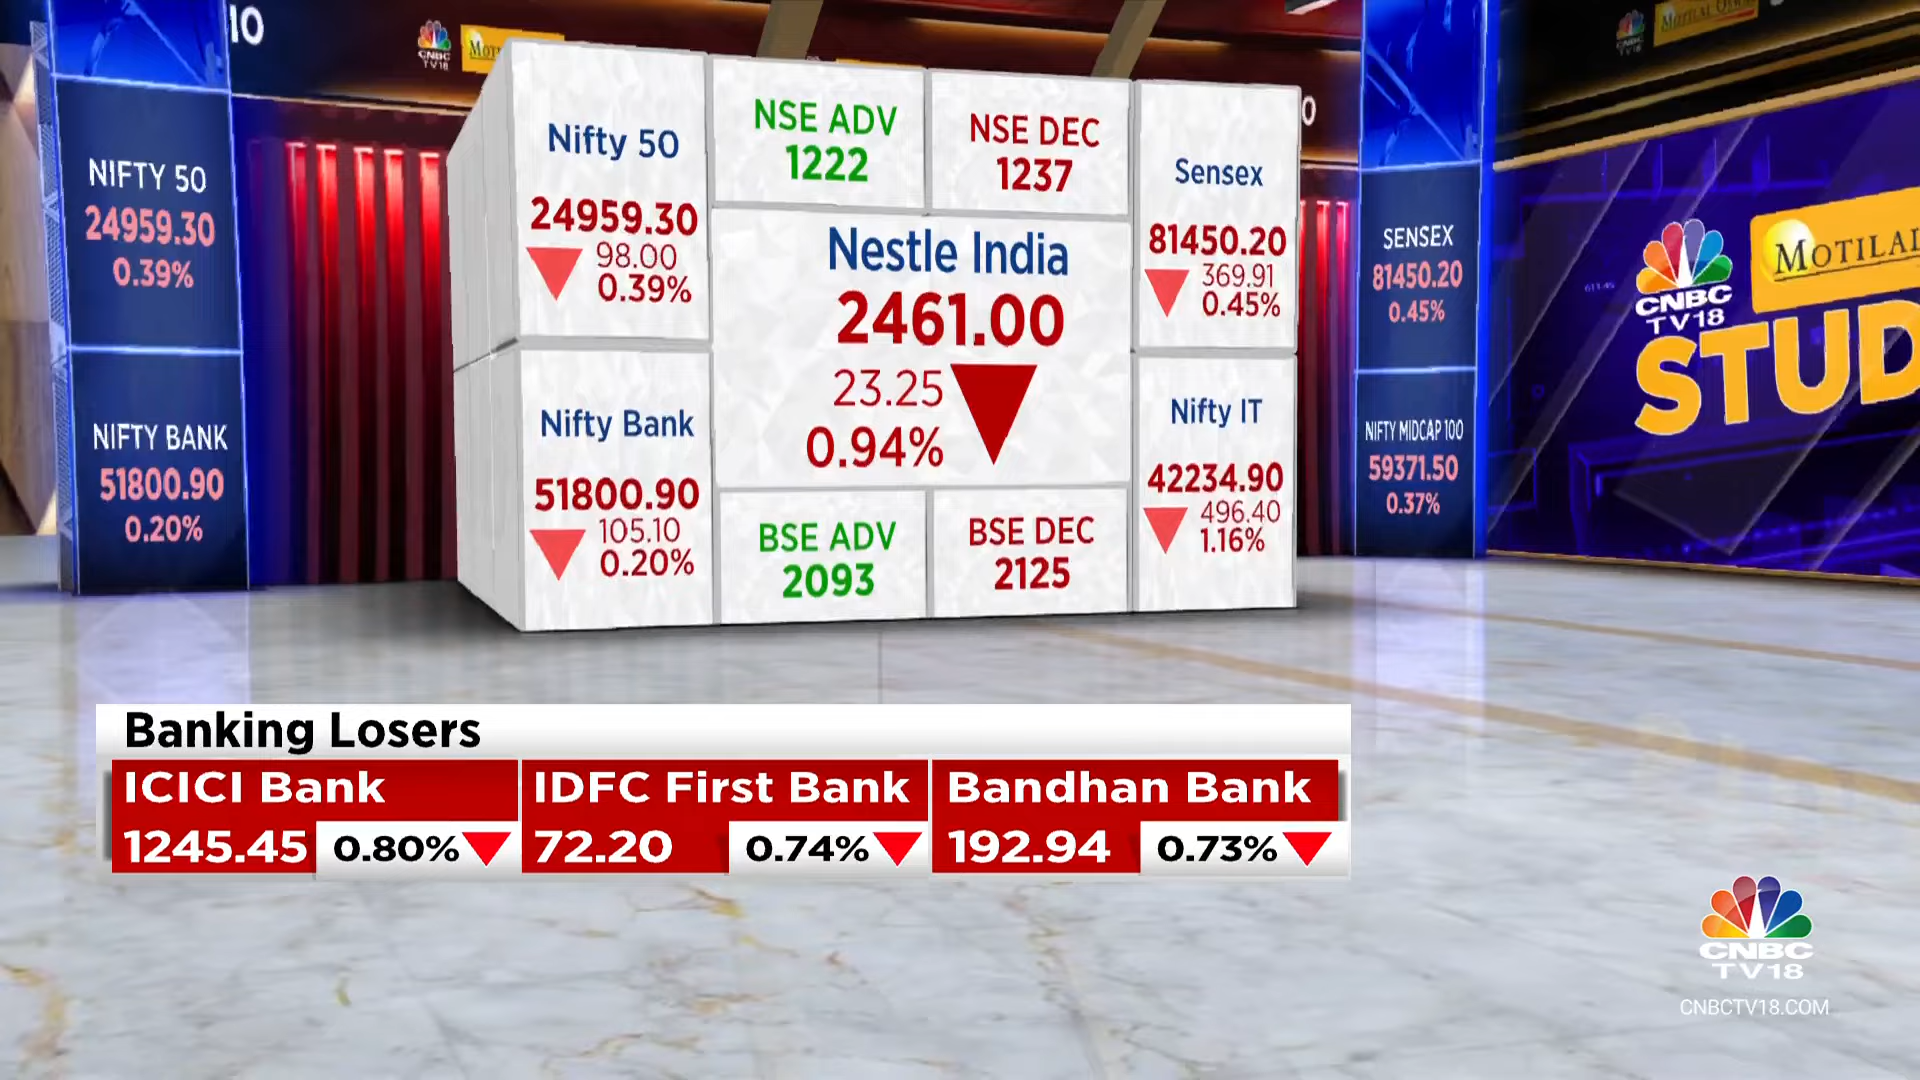 10
CNBC
TV18
NIFTY 50
24959.30
0.39%
NIFTY BANK
51800.90
0.20%
Nifty 50
24959.30
98.00
0.39%
Nifty Bank
51800.90
105.10
0.20%
NSE ADV
1222
NSE DEC
1237
Nestle India
2461.00
23.25
0.94%
BSE ADV
2093
BSE DEC
2125
Sensex
81450.20
369.91
0.45%
Nifty IT
42234.90
496.40
1.16%
0
SENSEX
81450.20
0.45%
NIFTY MIDCAP 100
59371.50
0.37%
CNBC
TV18
MOTILAL
STUD
Banking Losers
ICICI Bank
1245.45 0.80%
IDFC First Bank
72.20 0.74%
Bandhan Bank
192.94 0.73%
CNBC
TV18
CNBCTV18.COM